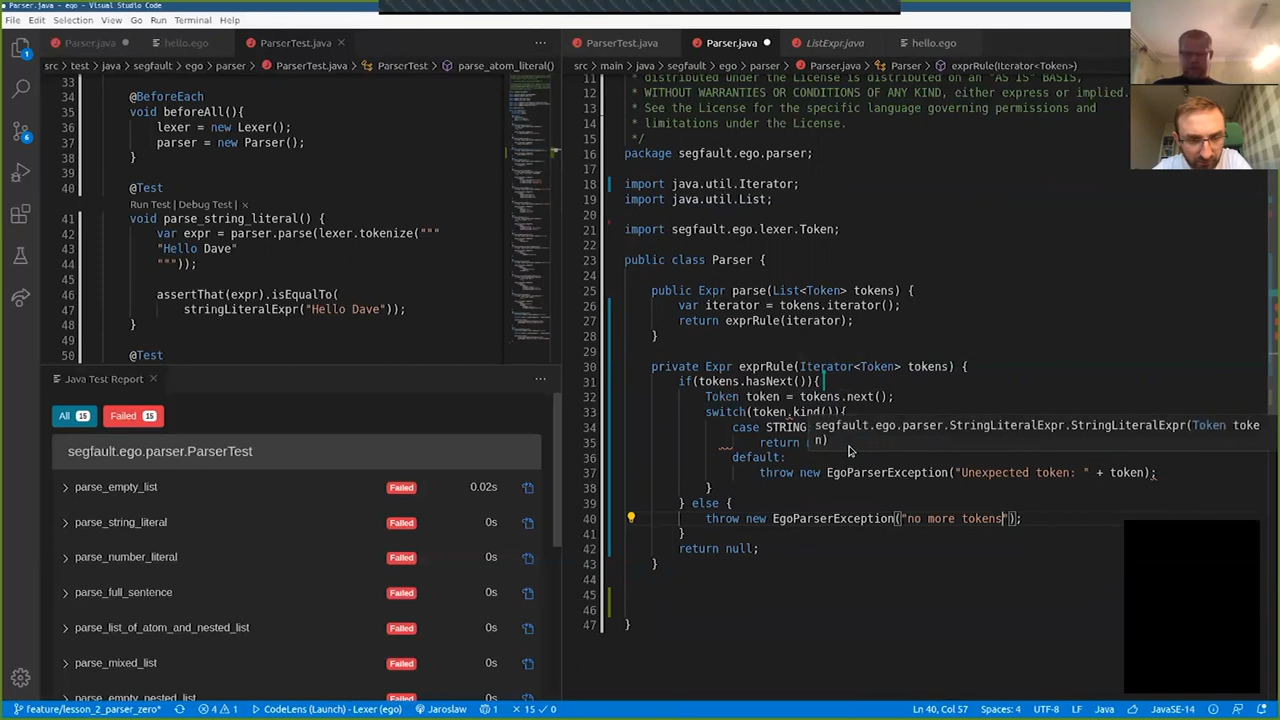 Parser.java - ego - Visual Studio Code
File Edit Selection View Go Run Terminal Help
Parser.java hello.ego ParserTest.java
src > test > java > segfault > ego > parser > ParserTest.java > ParserTest > parse_atom_literal()
33
34 @BeforeEach
35 void beforeAll(){
36 lexer = new Lexer();
37 parser = new Parser();
38 }
39
40 @Test
Run Test | Debug Test |
41 void parse_string_literal() {
42 var expr = parser.parse(lexer.tokenize("""
43 "Hello Dave"
44 """));
45
46 assertThat(expr).isEqualTo(
47 stringLiteralExpr("Hello Dave"));
48 }
49
50 @Test
Java Test Report
All 15 Failed 15
segfault.ego.parser.ParserTest
parse_empty_list Failed 0.02s
parse_string_literal Failed 0s
parse_number_literal Failed 0s
parse_full_sentence Failed 0s
parse_list_of_atom_and_nested_list Failed 0s
parse_mixed_list Failed 0s
parse_empty_nested_list Failed 0s
ParserTest.java Parser.java ListExpr.java hello.ego
src > main > java > segfault > ego > parser > Parser.java > Parser > exprRule(Iterator<Token>)
11 * distributed under the License is distributed on an "AS IS" BASIS,
12 * WITHOUT WARRANTIES OR CONDITIONS OF ANY KIND, either express or implied.
13 * See the License for the specific language governing permissions and
14 * limitations under the License.
15 */
16 package segfault.ego.parser;
17
18 import java.util.Iterator;
19 import java.util.List;
20
21 import segfault.ego.lexer.Token;
22
23 public class Parser {
24
25 public Expr parse(List<Token> tokens) {
26 var iterator = tokens.iterator();
27 return exprRule(iterator);
28 }
29
30 private Expr exprRule(Iterator<Token> tokens) {
31 if(tokens.hasNext()){
32 Token token = tokens.next();
33 switch(token.kind()){
34 case STRING
segfault.ego.parser.StringLiteralExpr.StringLiteralExpr(Token token)
35 return
36 default:
37 throw new EgoParserException("Unexpected token: " + token);
38 }
39 } else {
40 throw new EgoParserException("no more tokens");
41 }
42 return null;
43 }
44
45
46
47 }
feature/lesson_2_parser_zero* 4 1 CodeLens (Launch) - Lexer (ego) Jaroslaw 1 15 0 Ln 40, Col 57 Spaces: 4 UTF-8 LF Java JavaSE-14